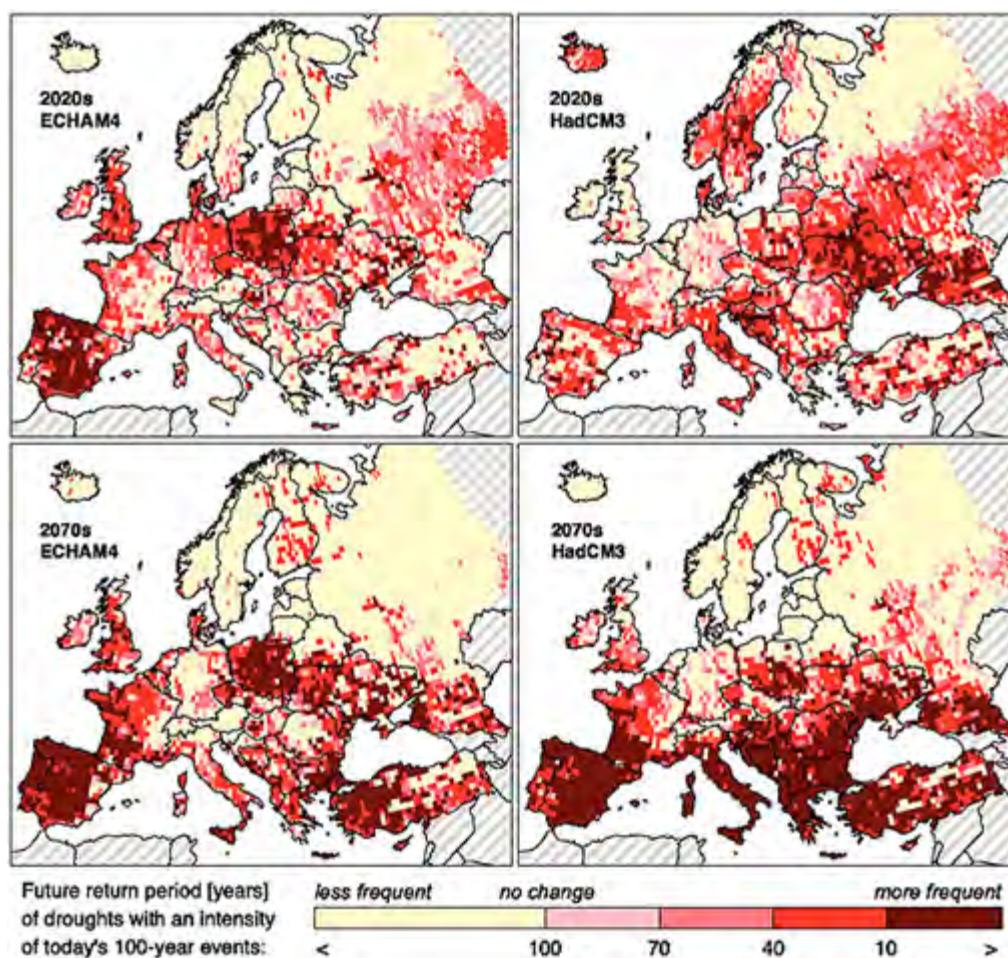 2020s
ECHAM4
2020s
HadCM3
2070s
ECHAM4
2070s
HadCM3
Future return period [years]
of droughts with an intensity
of today's 100-year events:
less frequent no change more frequent
< 100 70 40 10 >